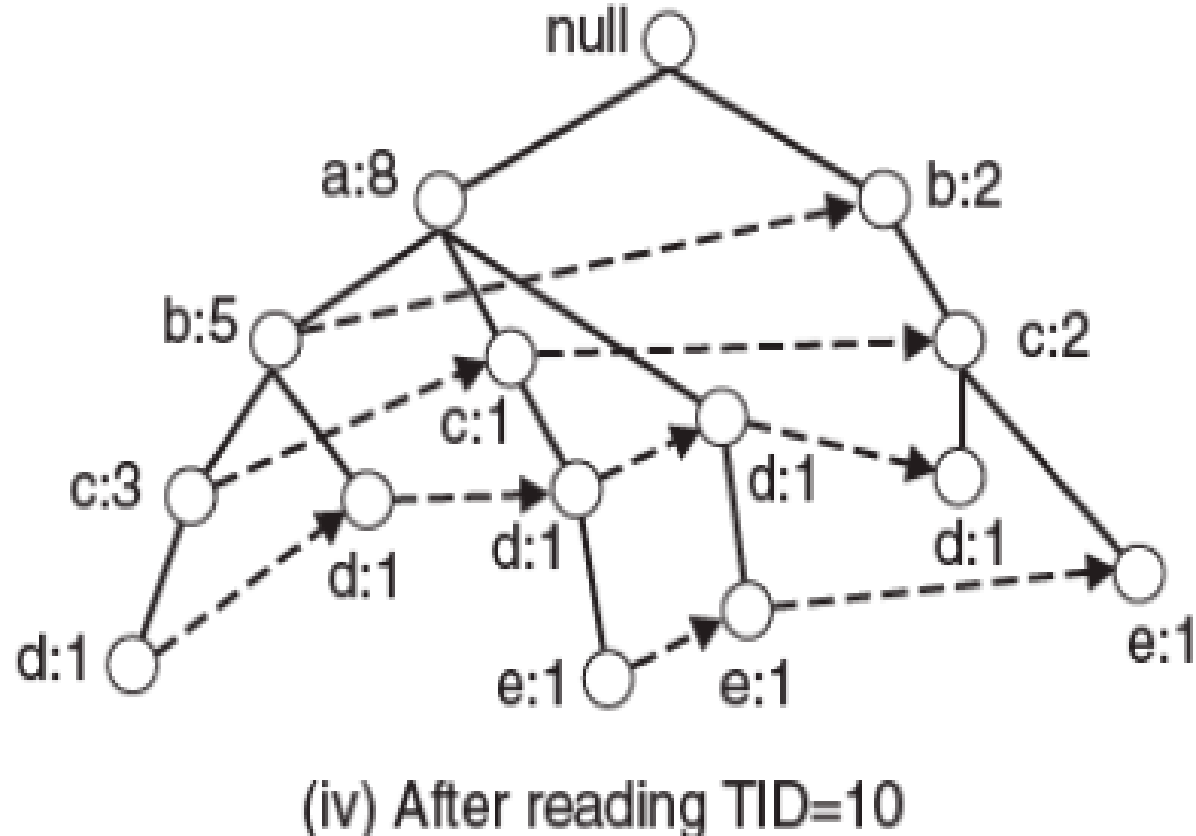 null
a:8
b:2
b:5
c:2
c:1
c:3
d:1
d:1
d:1
d:1
d:1
e:1
e:1
e:1
(iv) After reading TID=10